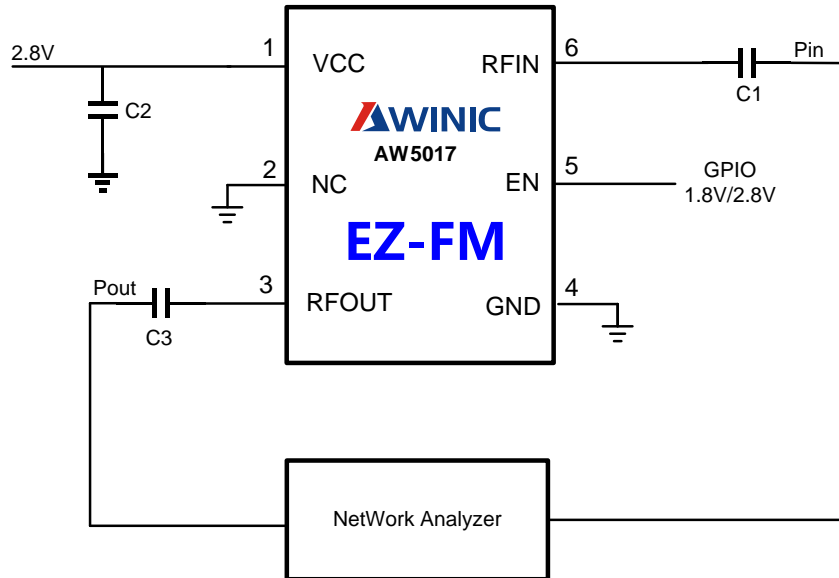 2.8V
1
VCC
RFIN
6
Pin
C2
C1
AWINIC
AW5017
2
NC
EN
5
GPIO
1.8V/2.8V
EZ-FM
Pout
3
RFOUT
GND
4
C3
NetWork Analyzer